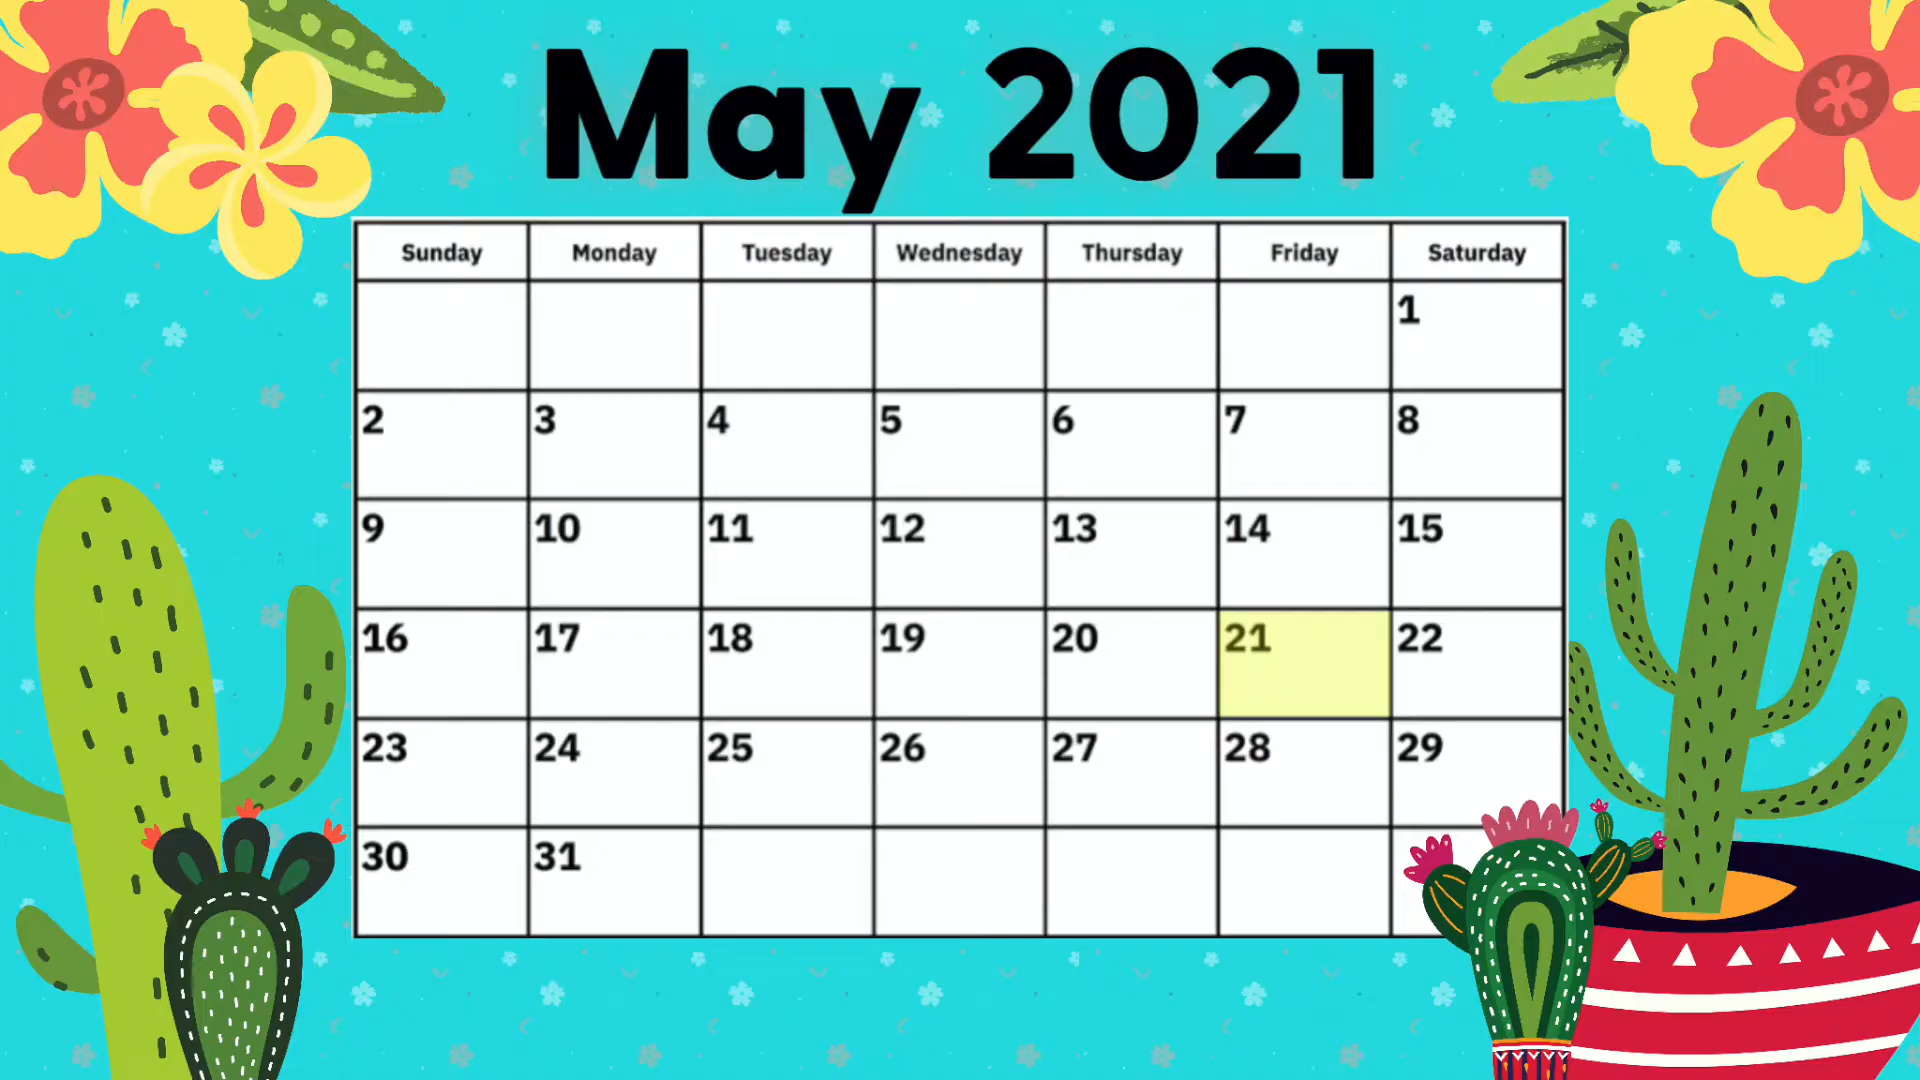 May 2021
Sunday Monday Tuesday Wednesday Thursday Friday Saturday
1
2 3 4 5 6 7 8
9 10 11 12 13 14 15
16 17 18 19 20 21 22
23 24 25 26 27 28 29
30 31